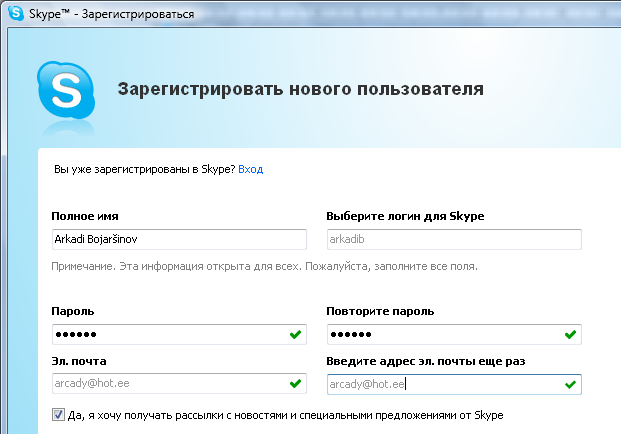 Skype™ - Зарегистрироваться
Зарегистрировать нового пользователя
Вы уже зарегистрированы в Skype? Вход
Полное имя
Выберите логин для Skype
Arkadi Bojaršinov
arkadib
Примечание. Эта информация открыта для всех. Пожалуйста, заполните все поля.
Пароль
Повторите пароль
••••••
••••••
Эл. почта
Введите адрес эл. почты еще раз
arcady@hot.ee
arcady@hot.ee
Да, я хочу получать рассылки с новостями и специальными предложениями от Skype